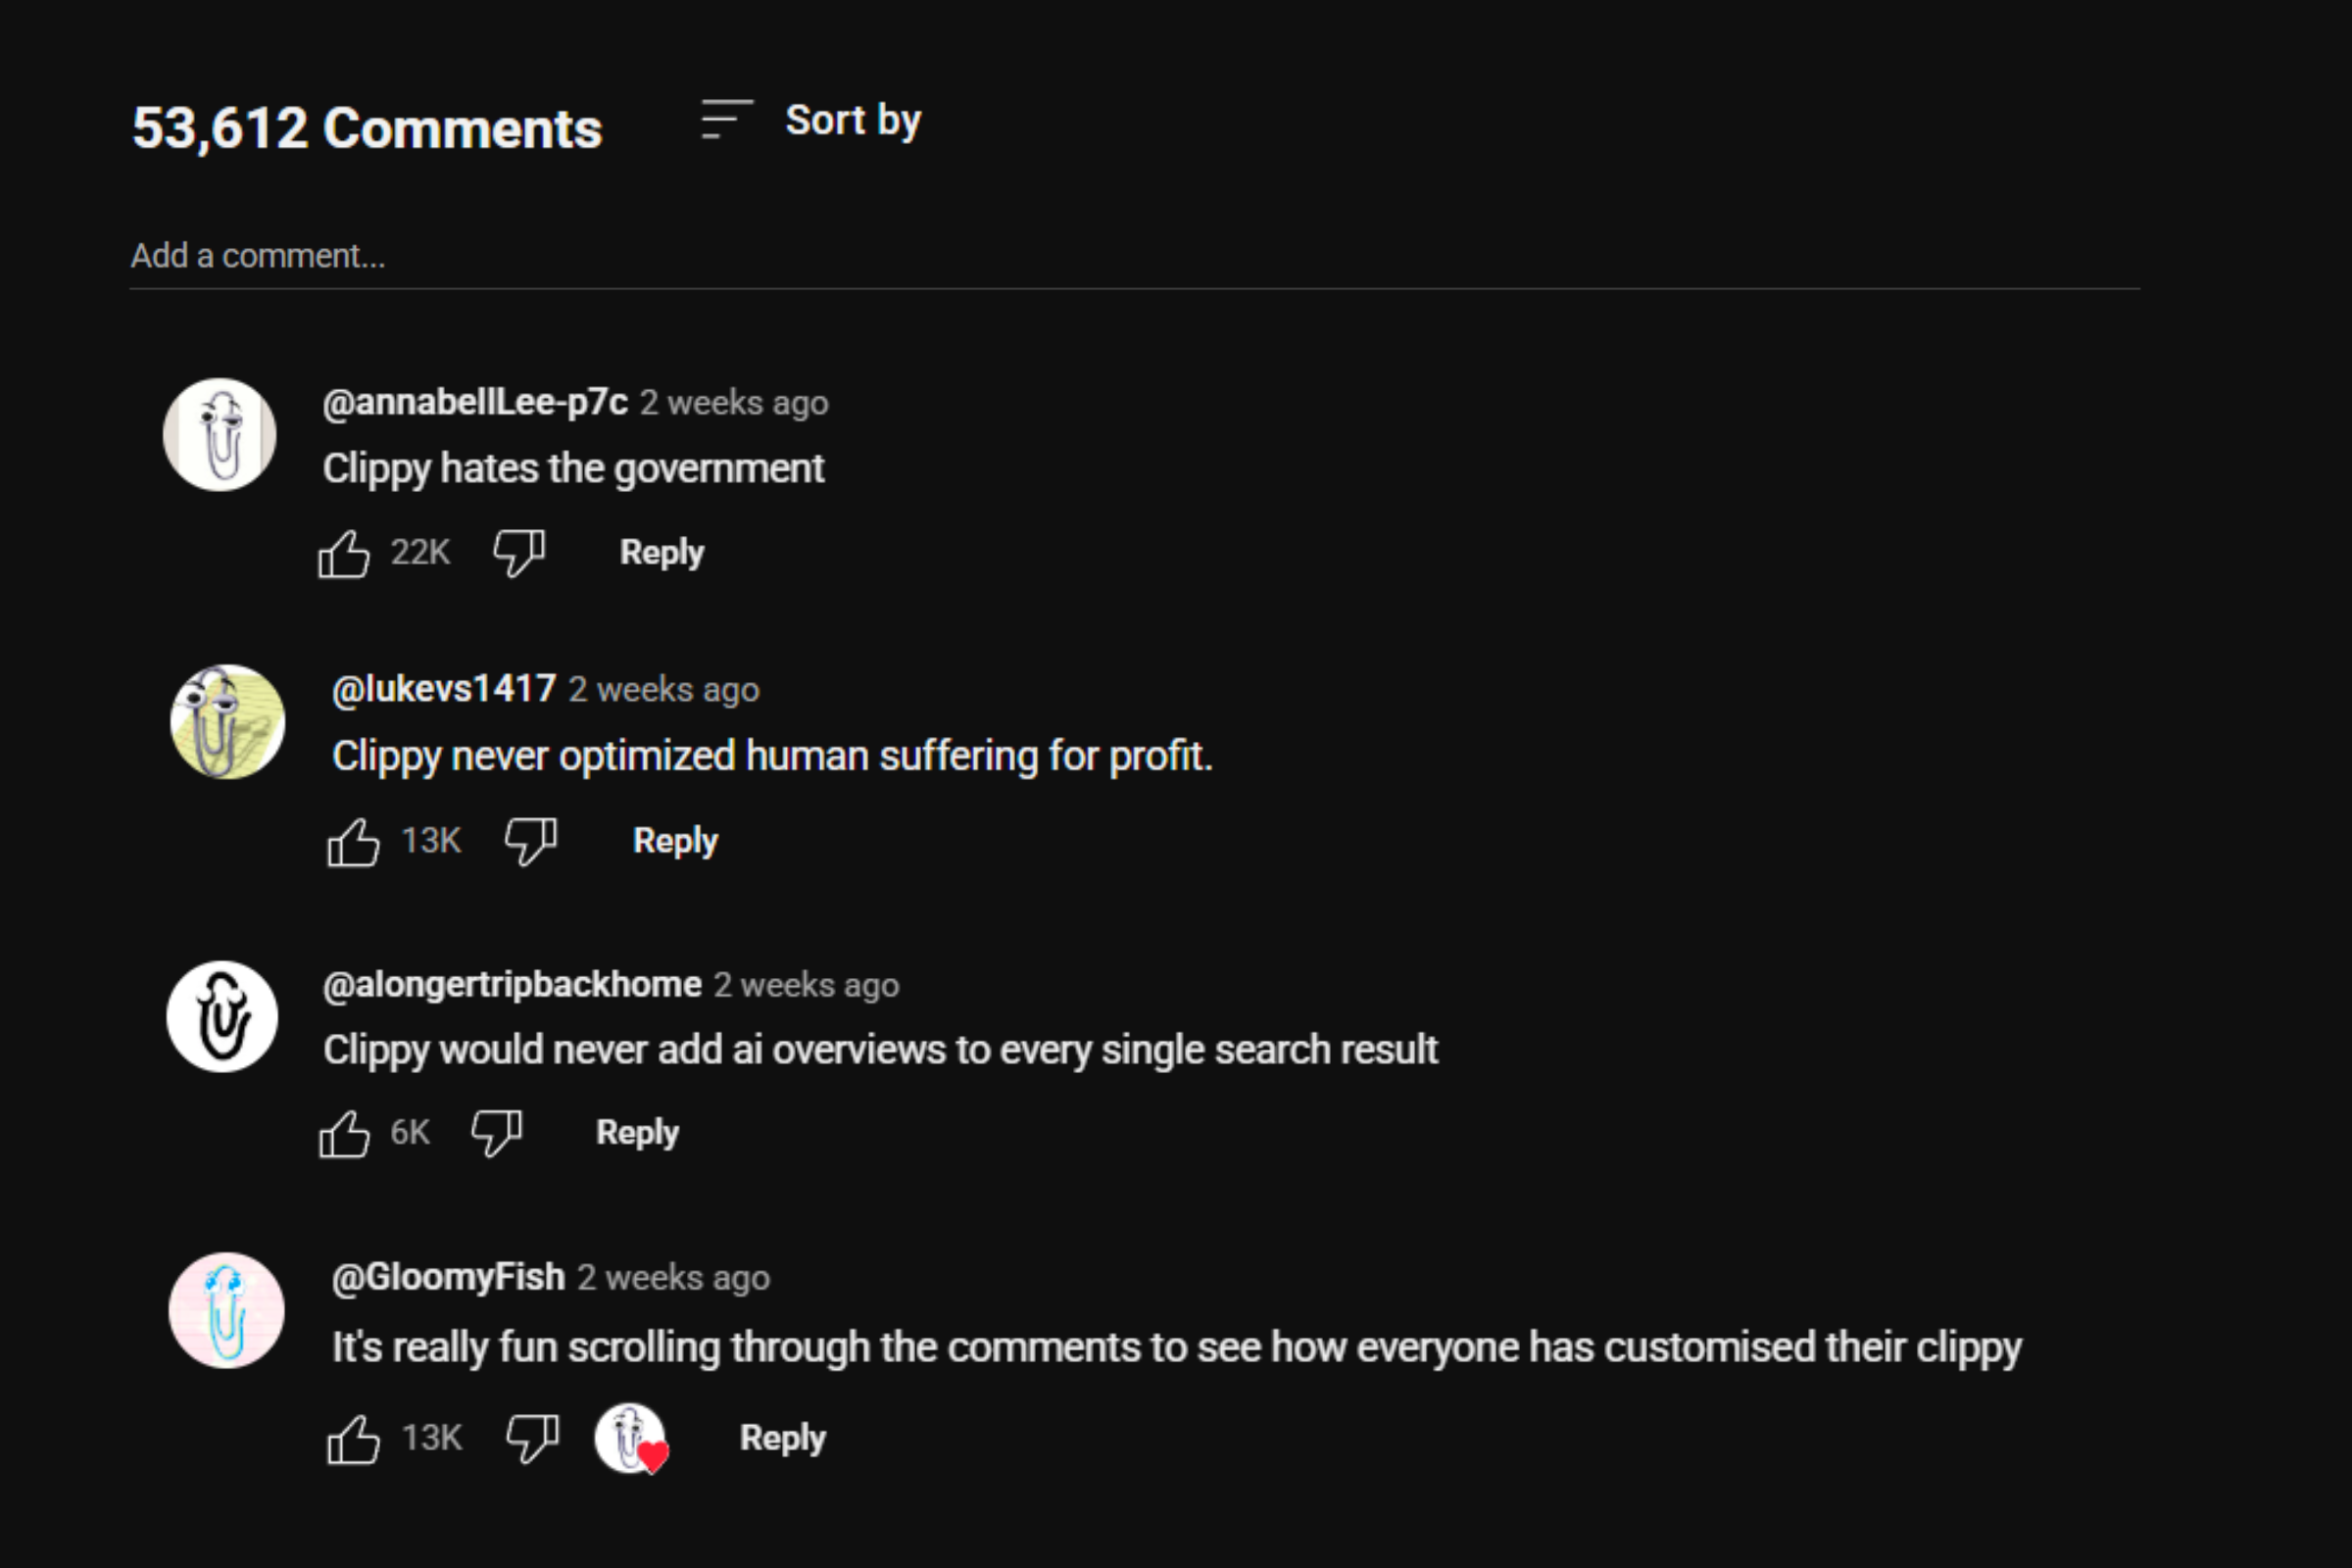 53,612 Comments
Sort by
Add a comment...
@annabellLee-p7c 2 weeks ago
Clippy hates the government
22K Reply
@lukevs1417 2 weeks ago
Clippy never optimized human suffering for profit.
13K Reply
@alongertripbackhome 2 weeks ago
Clippy would never add ai overviews to every single search result
6K Reply
@GloomyFish 2 weeks ago
It's really fun scrolling through the comments to see how everyone has customised their clippy
13K Reply